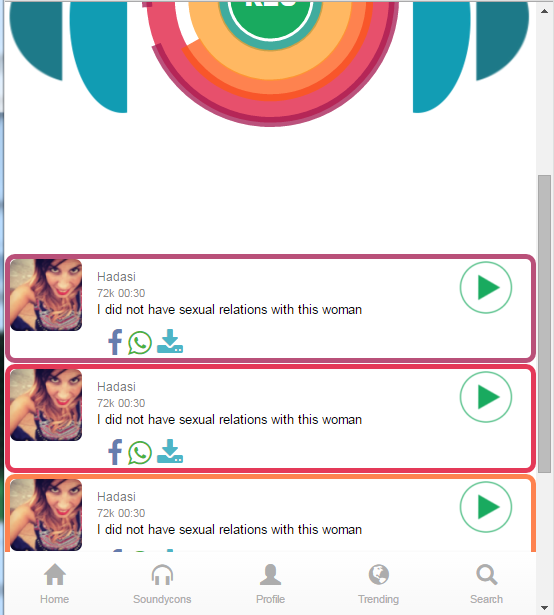 REC
Hadasi
72k 00:30
I did not have sexual relations with this woman
Hadasi
72k 00:30
I did not have sexual relations with this woman
Hadasi
72k 00:30
I did not have sexual relations with this woman
Home Soundycons Profile Trending Search